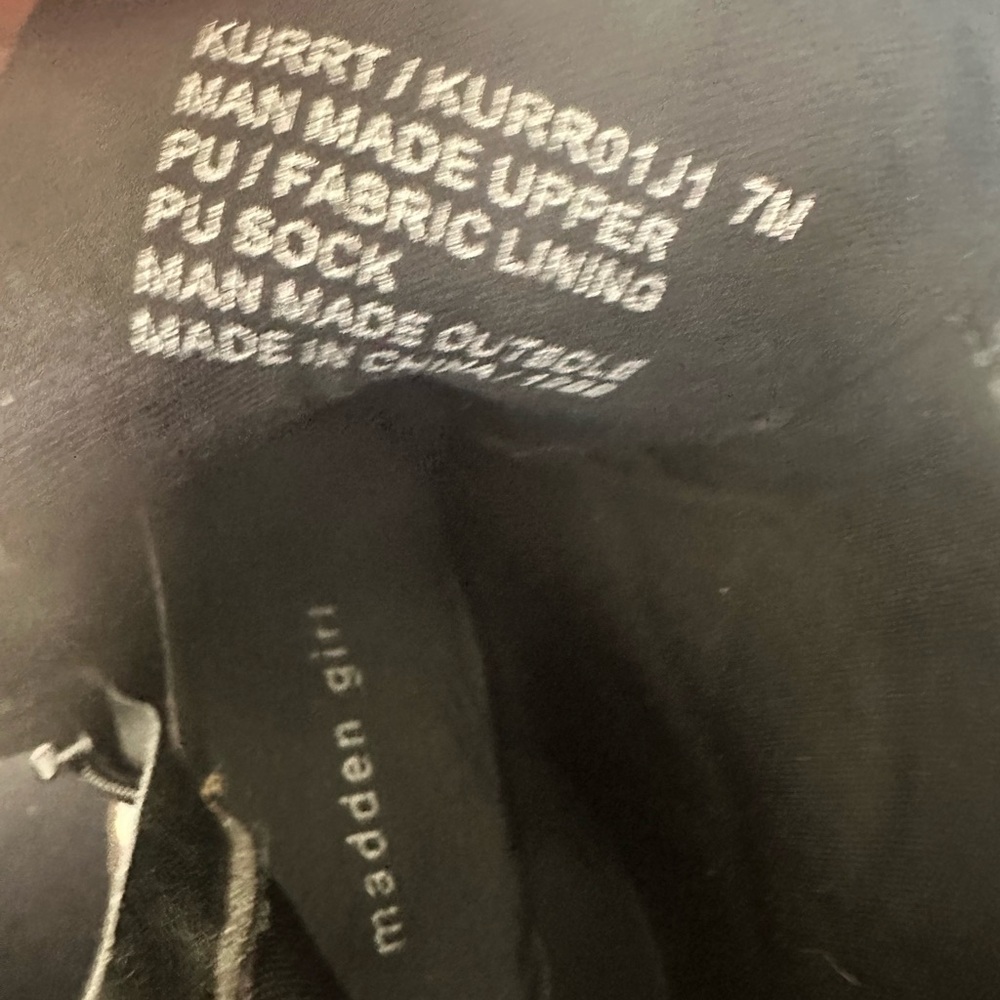 KURRT / KURR01J1 7M
MAN MADE UPPER
PU / FABRIC LINING
PU SOCK
MAN MADE OUTSOLE
MADE IN CHINA /
madden girl